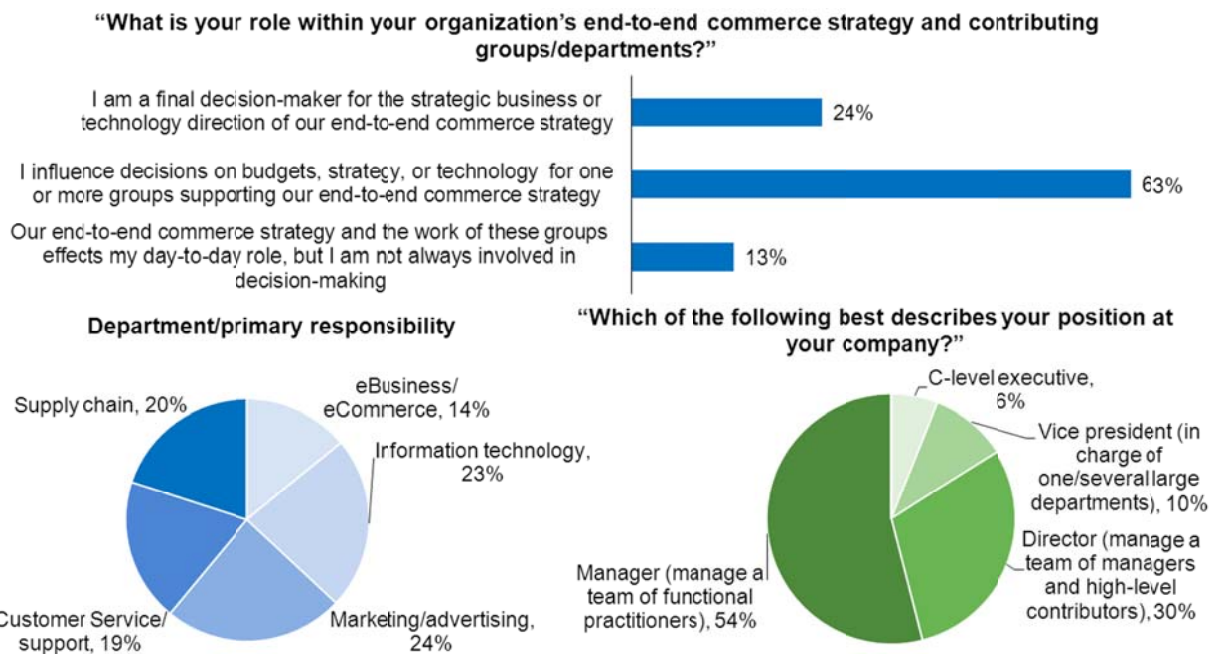 “What is your role within your organization’s end-to-end commerce strategy and contributing
groups/departments?”
I am a final decision-maker for the strategic business or
technology direction of our end-to-end commerce strategy
24%
I influence decisions on budgets, strategy, or technology for one
or more groups supporting our end-to-end commerce strategy
63%
Our end-to-end commerce strategy and the work of these groups
effects my day-to-day role, but I am not always involved in
decision-making
13%
Department/primary responsibility
eBusiness/
eCommerce, 14%
Information technology,
23%
Marketing/advertising,
24%
Customer Service/
support, 19%
Supply chain, 20%
“Which of the following best describes your position at
your company?”
C-level executive,
6%
Vice president (in
charge of
one/several large
departments), 10%
Director (manage a
team of managers
and high-level
contributors), 30%
Manager (manage a
team of functional
practitioners), 54%